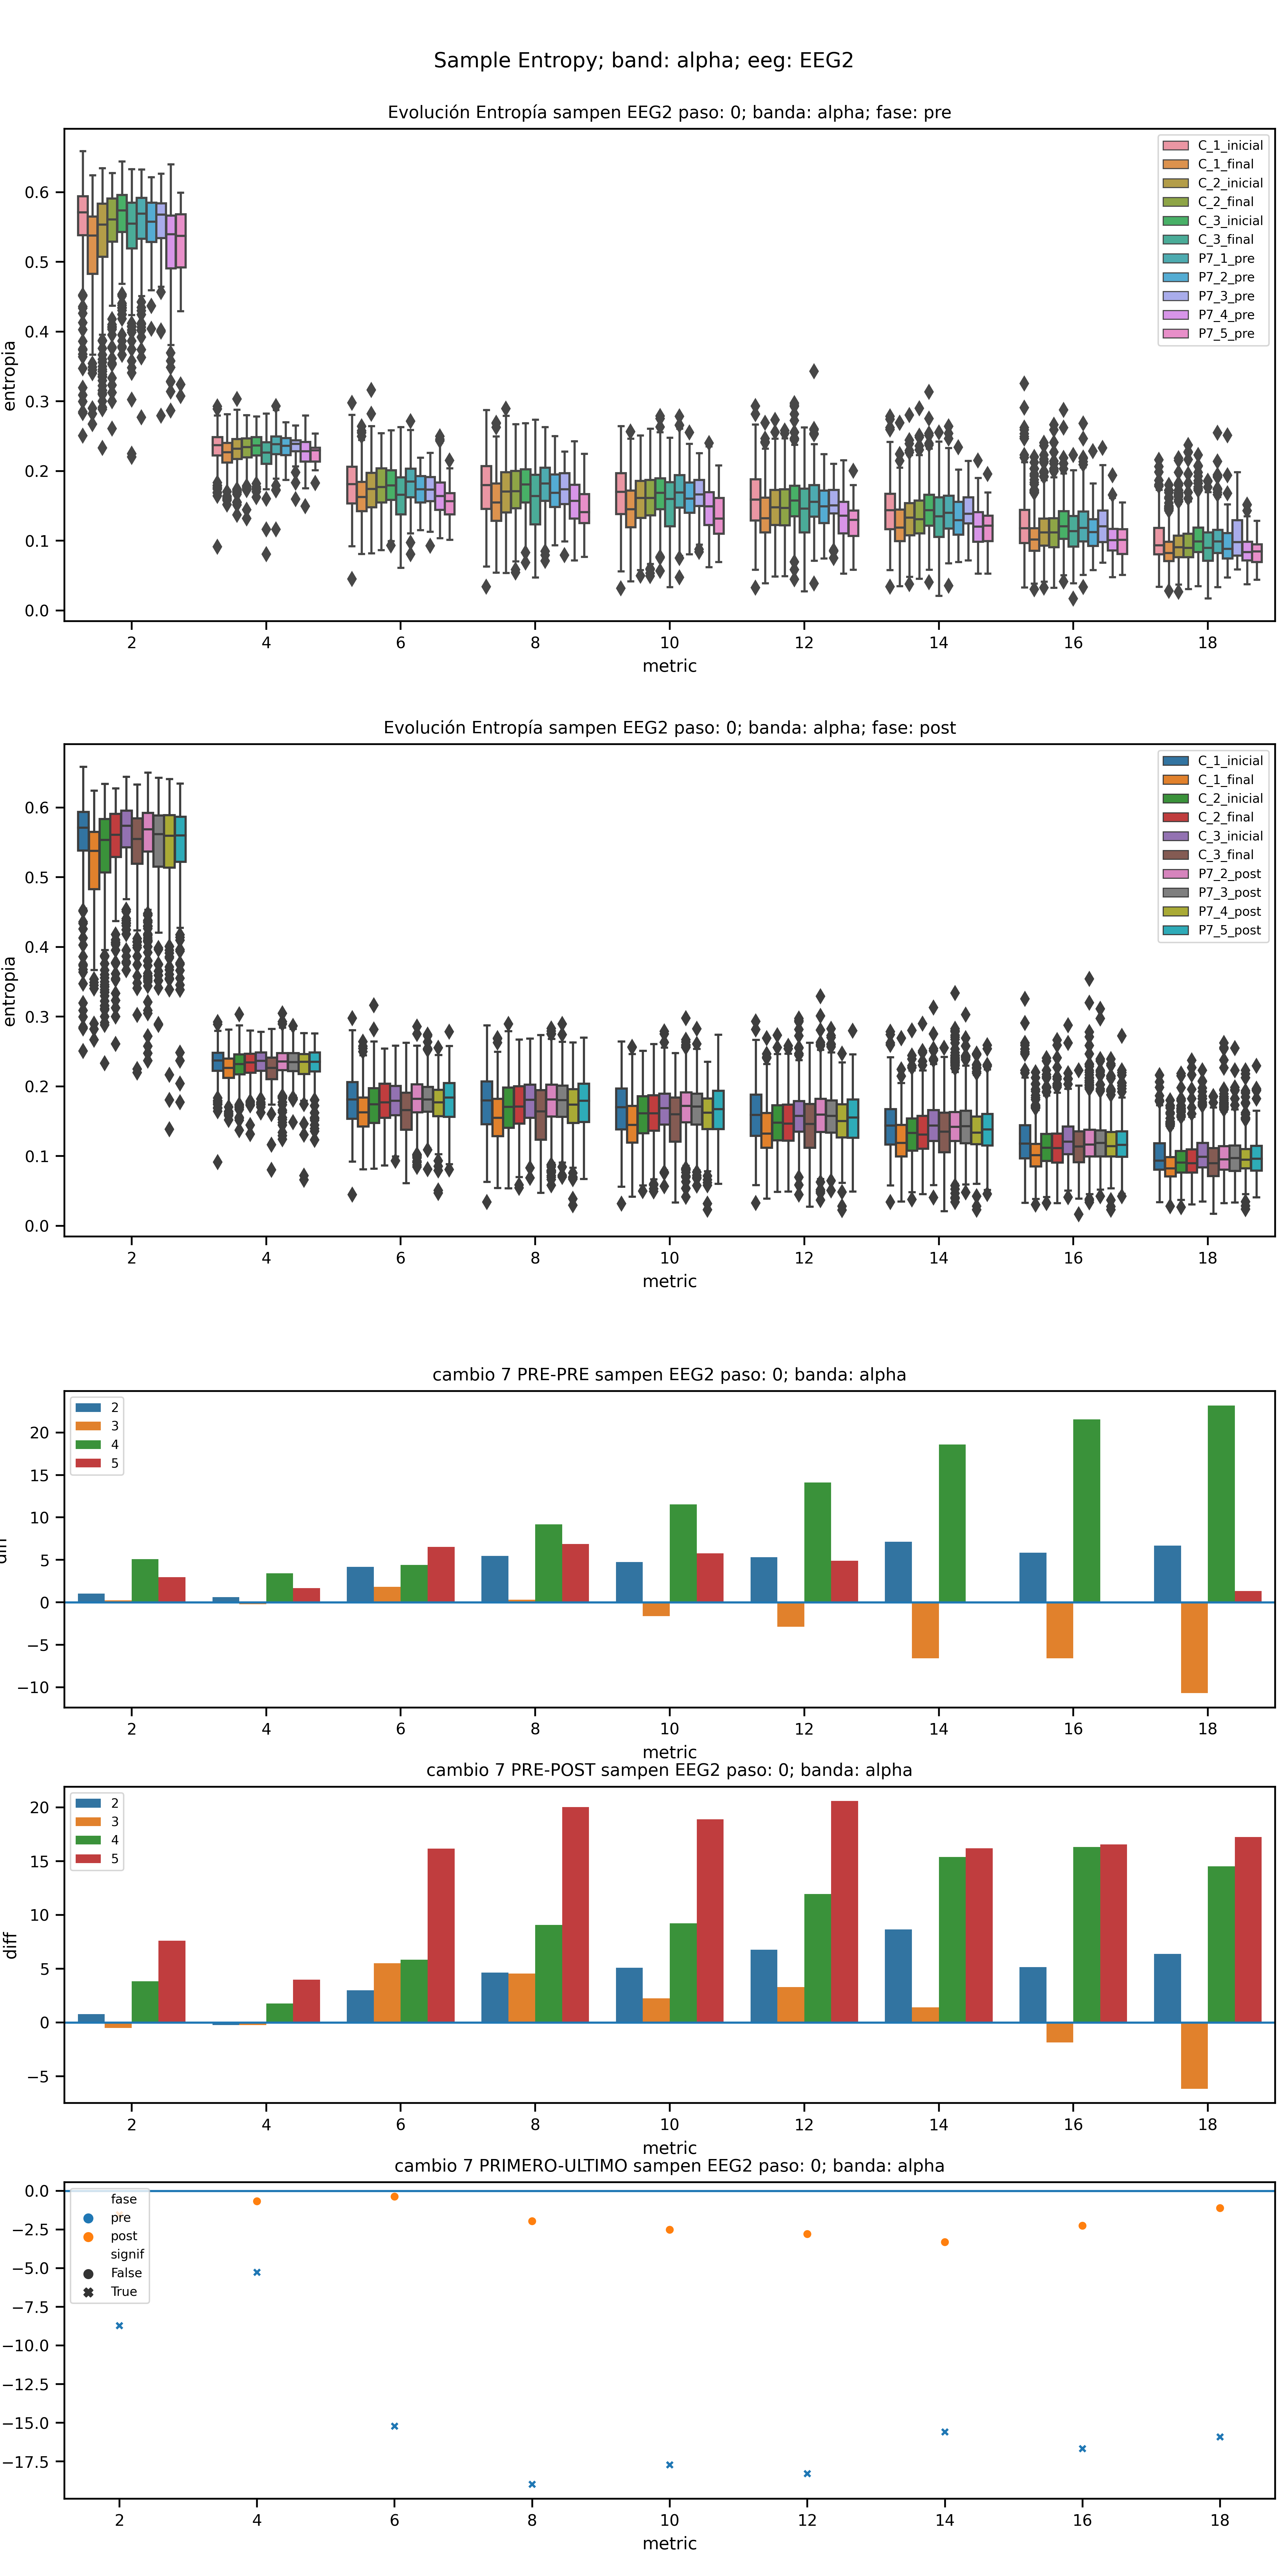 Sample Entropy; band: alpha; eeg: EEG2
Evolución Entropía sampen EEG2 paso: 0; banda: alpha; fase: pre
C_1_inicial
C_1_final
C_2_inicial
C_2_final
C_3_inicial
C_3_final
P7_1_pre
P7_2_pre
P7_3_pre
P7_4_pre
P7_5_pre
0.6
0.5
0.4
0.3
0.2
0.1
0.0
entropia
2 4 6 8 10 12 14 16 18
metric
Evolución Entropía sampen EEG2 paso: 0; banda: alpha; fase: post
C_1_inicial
C_1_final
C_2_inicial
C_2_final
C_3_inicial
C_3_final
P7_2_post
P7_3_post
P7_4_post
P7_5_post
0.6
0.5
0.4
0.3
0.2
0.1
0.0
entropia
2 4 6 8 10 12 14 16 18
metric
cambio 7 PRE-PRE sampen EEG2 paso: 0; banda: alpha
2
3
4
5
20
15
10
5
0
−5
−10
2 4 6 8 10 12 14 16 18
metric
cambio 7 PRE-POST sampen EEG2 paso: 0; banda: alpha
2
3
4
5
20
15
10
5
0
−5
diff
2 4 6 8 10 12 14 16 18
metric
cambio 7 PRIMERO-ULTIMO sampen EEG2 paso: 0; banda: alpha
fase
pre
post
signif
False
True
0.0
−2.5
−5.0
−7.5
−10.0
−12.5
−15.0
−17.5
2 4 6 8 10 12 14 16 18
metric